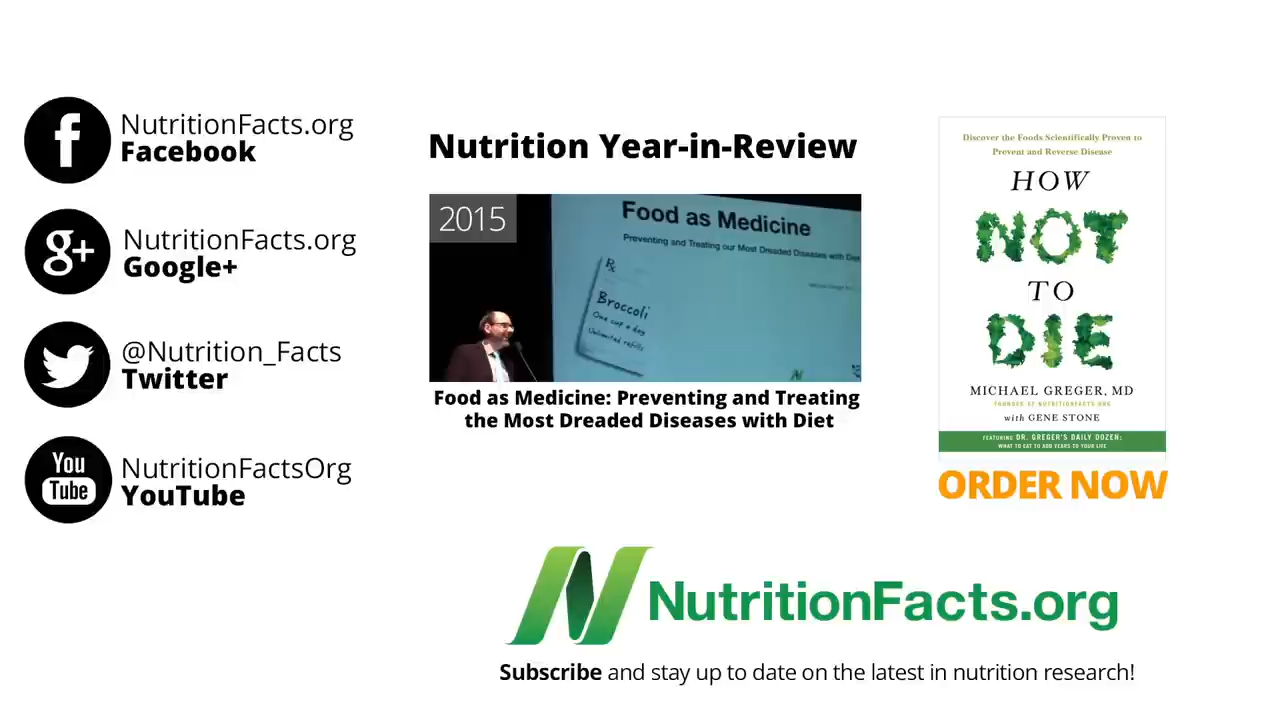 NutritionFacts.org
Facebook
NutritionFacts.org
Google+
@Nutrition_Facts
Twitter
You
Tube
NutritionFactsOrg
YouTube
Nutrition Year-in-Review
2015
Food as Medicine
Preventing and Treating our Most Dreaded Diseases with Diet
Rx
Broccoli
One cup a day
Unlimited refills
Food as Medicine: Preventing and Treating
the Most Dreaded Diseases with Diet
Discover the Foods Scientifically Proven to
Prevent and Reverse Disease
HOW
NOT
TO
DIE
MICHAEL GREGER, MD
FOUNDER OF NUTRITIONFACTS.ORG
with GENE STONE
FEATURING DR. GREGER'S DAILY DOZEN:
WHAT TO EAT TO ADD YEARS TO YOUR LIFE
ORDER NOW
NutritionFacts.org
Subscribe and stay up to date on the latest in nutrition research!